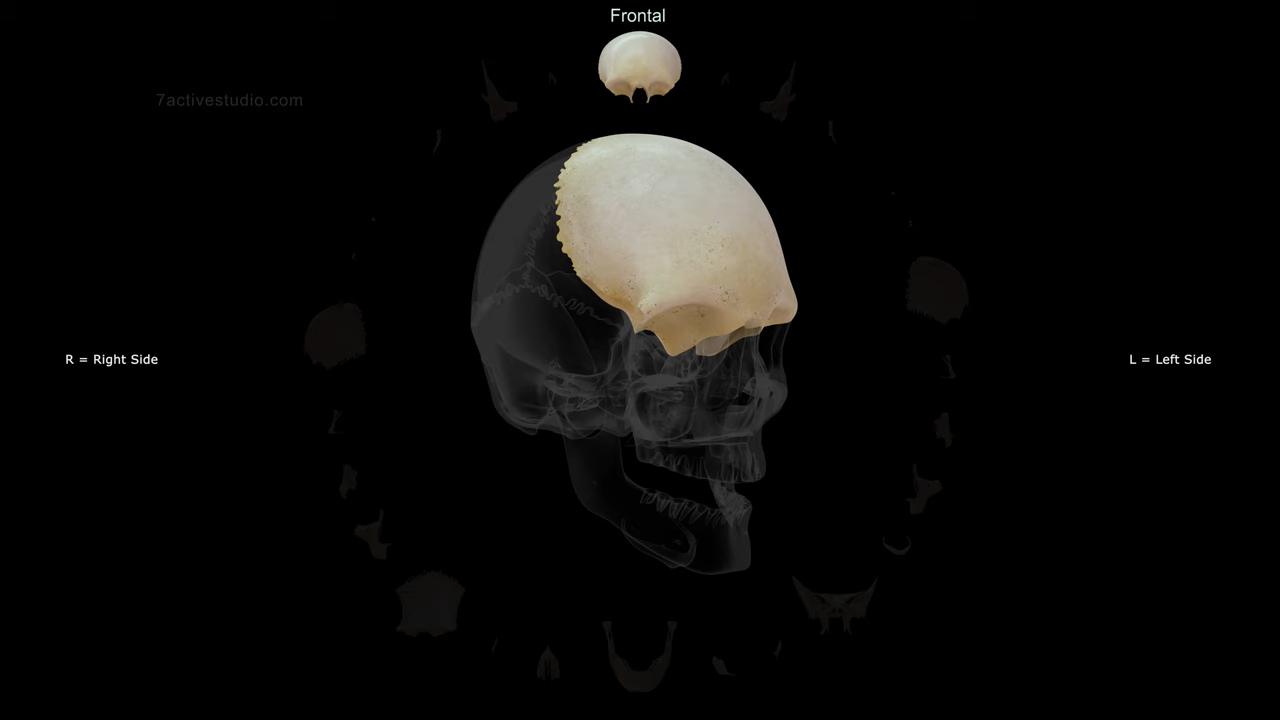 Frontal
7activestudio.com
R = Right Side
L = Left Side